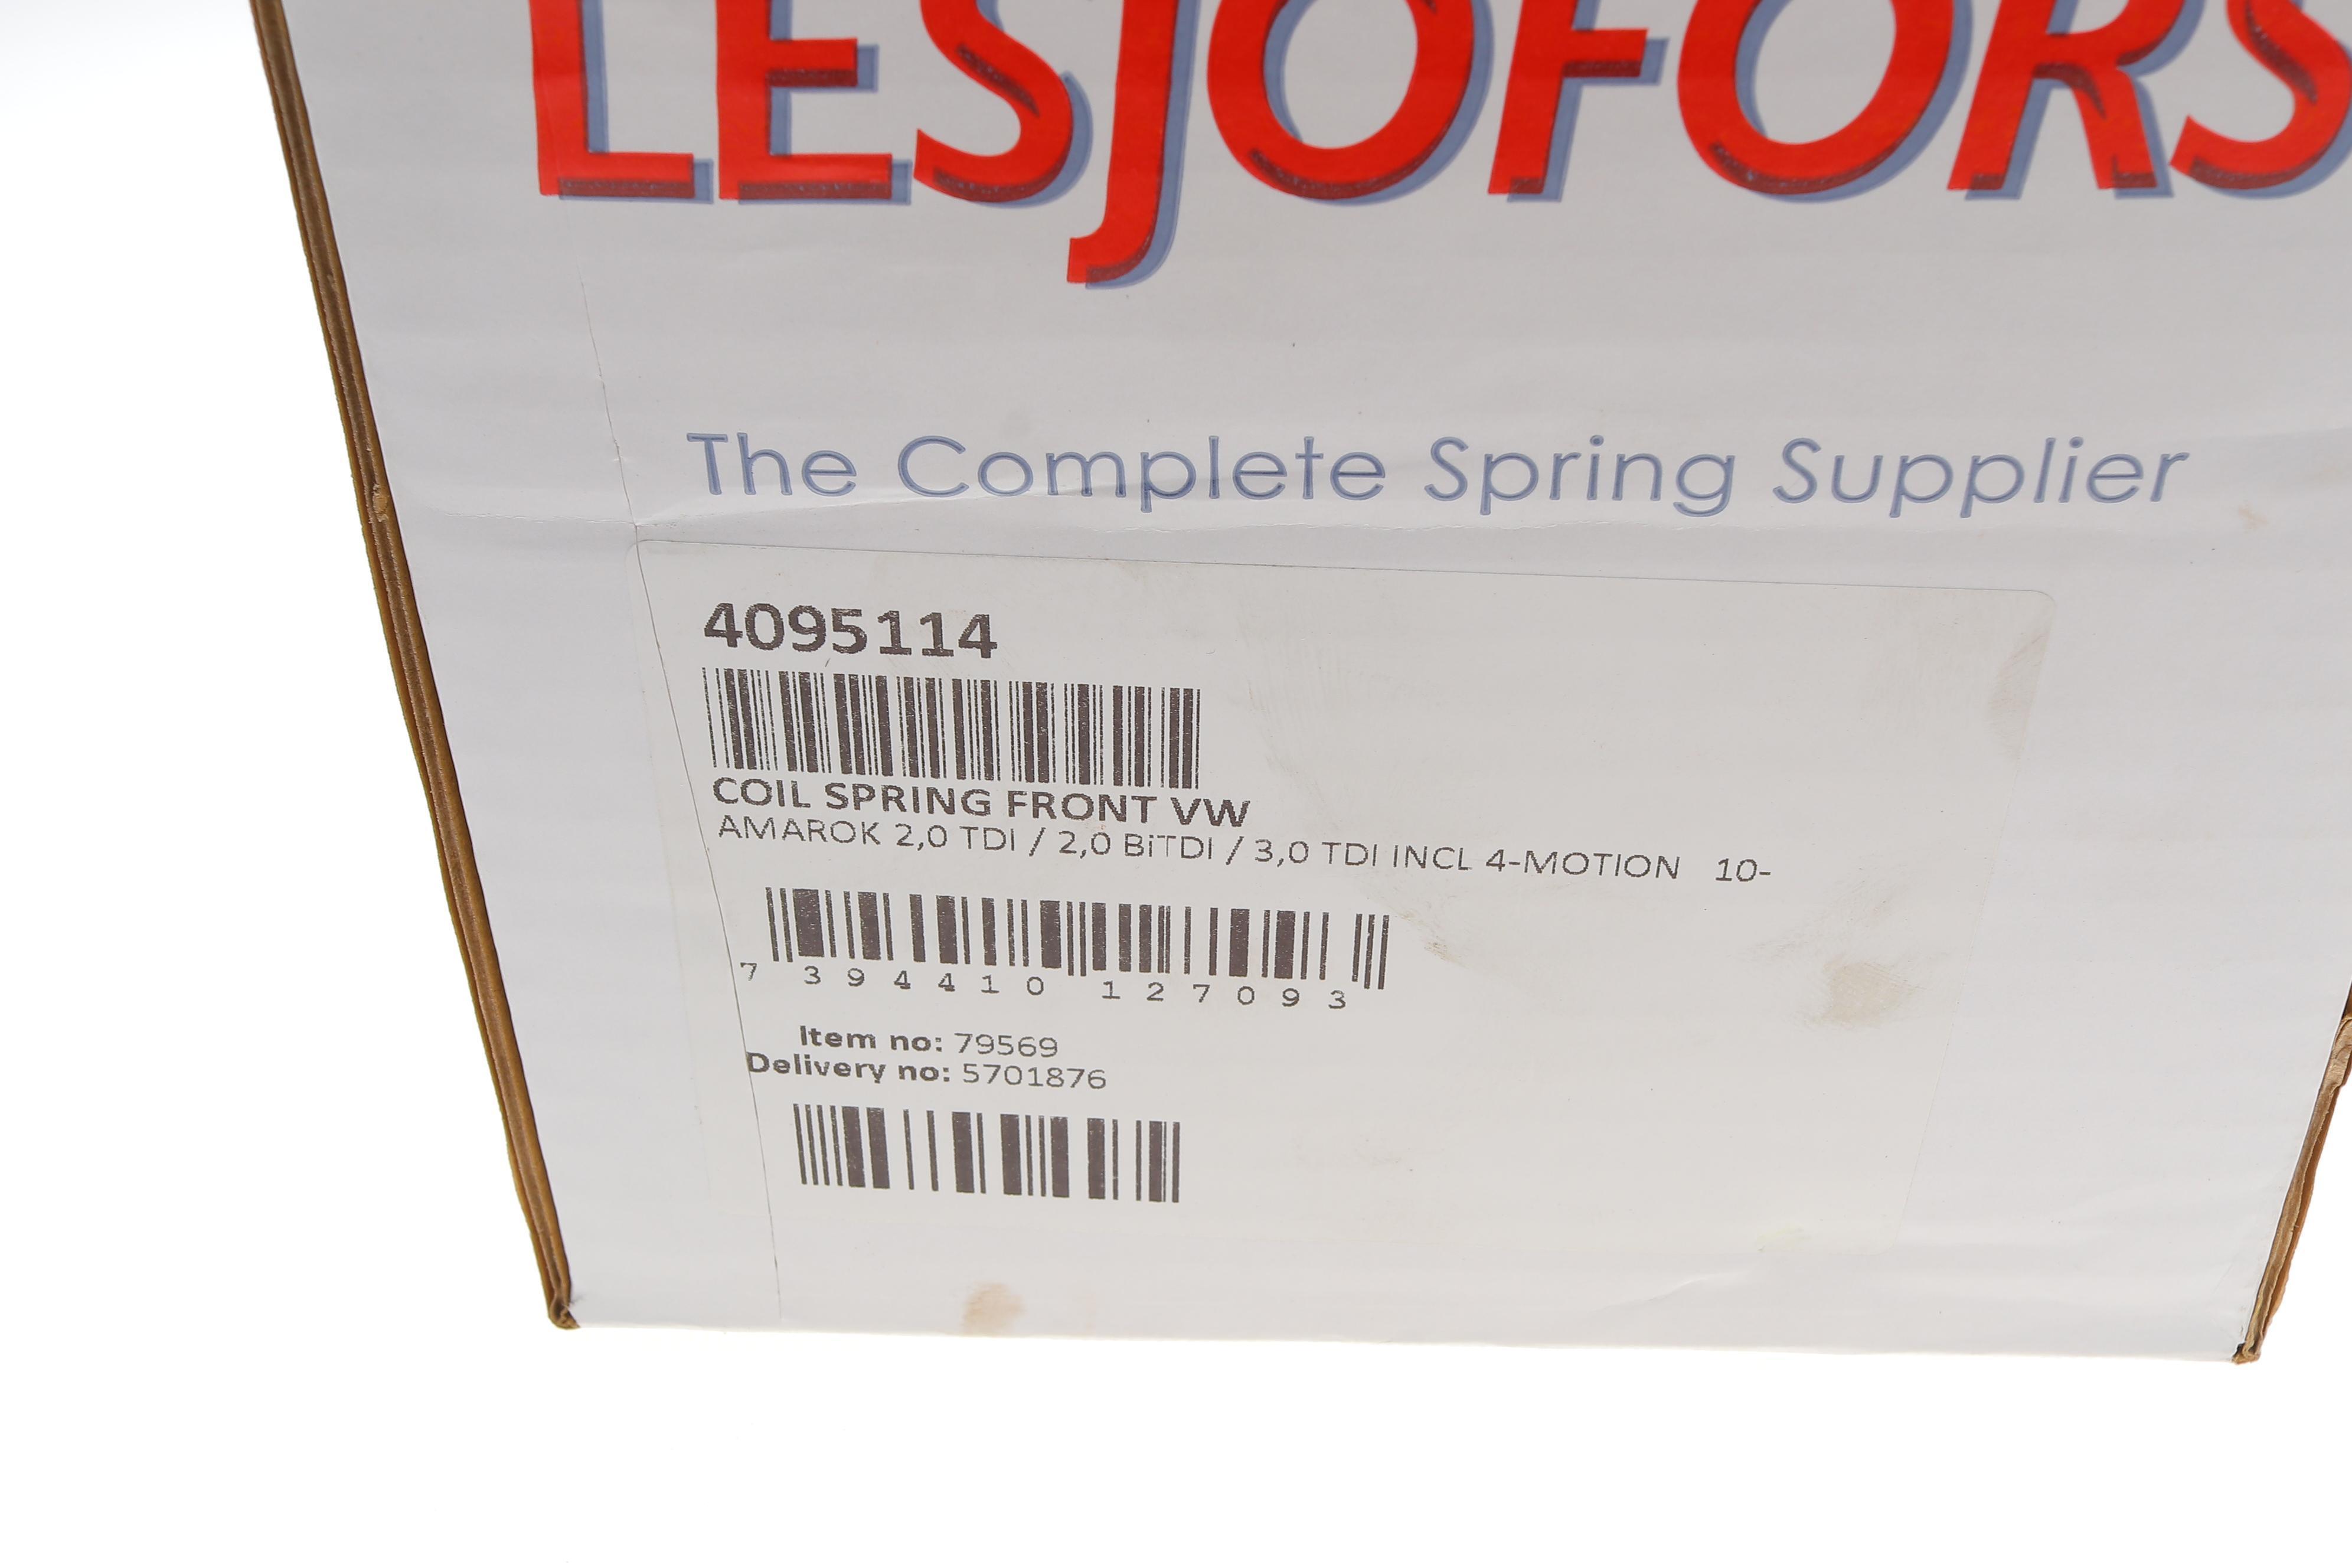 LESJOFORS
The Complete Spring Supplier
4095114
COIL SPRING FRONT VW
AMAROK 2,0 TDI / 2,0 BiTDI / 3,0 TDI INCL 4-MOTION 10-
7 394410 127093
Item no: 79569
Delivery no: 5701876